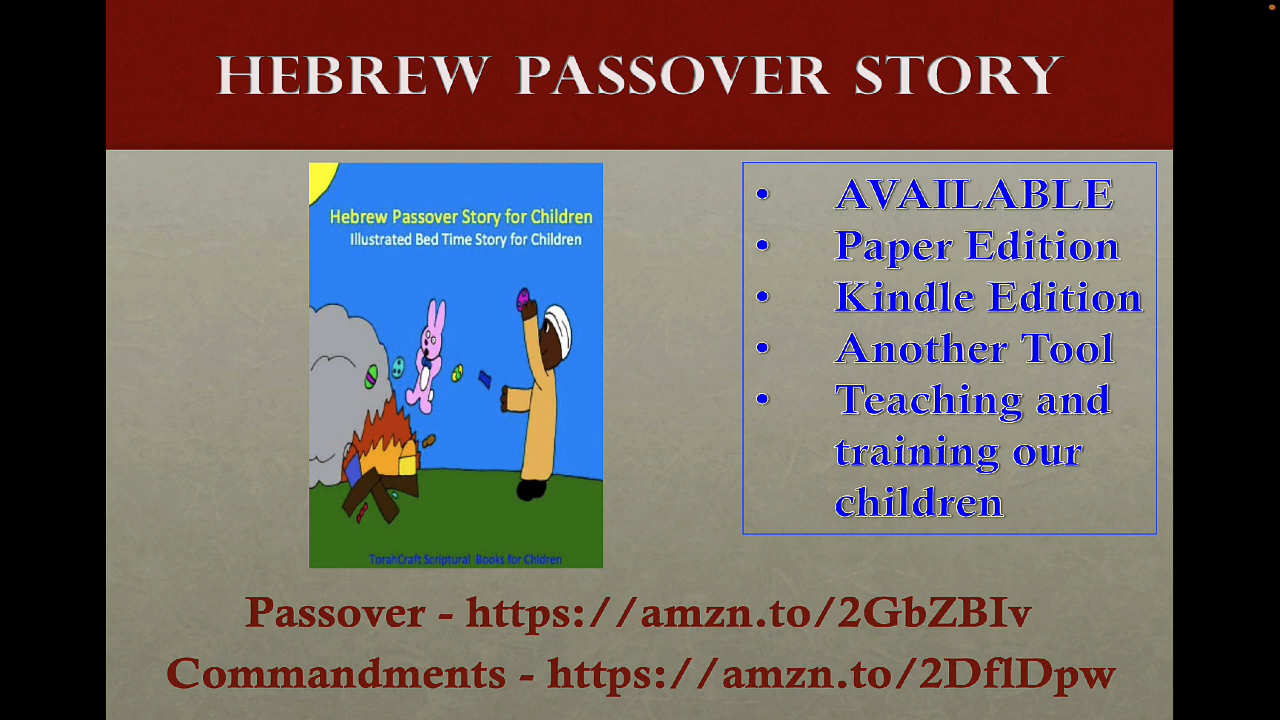 HEBREW PASSOVER STORY
Hebrew Passover Story for Children
Illustrated Bed Time Story for Children
TorahCraft Scriptural Books for Children
• AVAILABLE
• Paper Edition
• Kindle Edition
• Another Tool
• Teaching and
training our
children
Passover - https://amzn.to/2GbZBIv
Commandments - https://amzn.to/2DflDpw